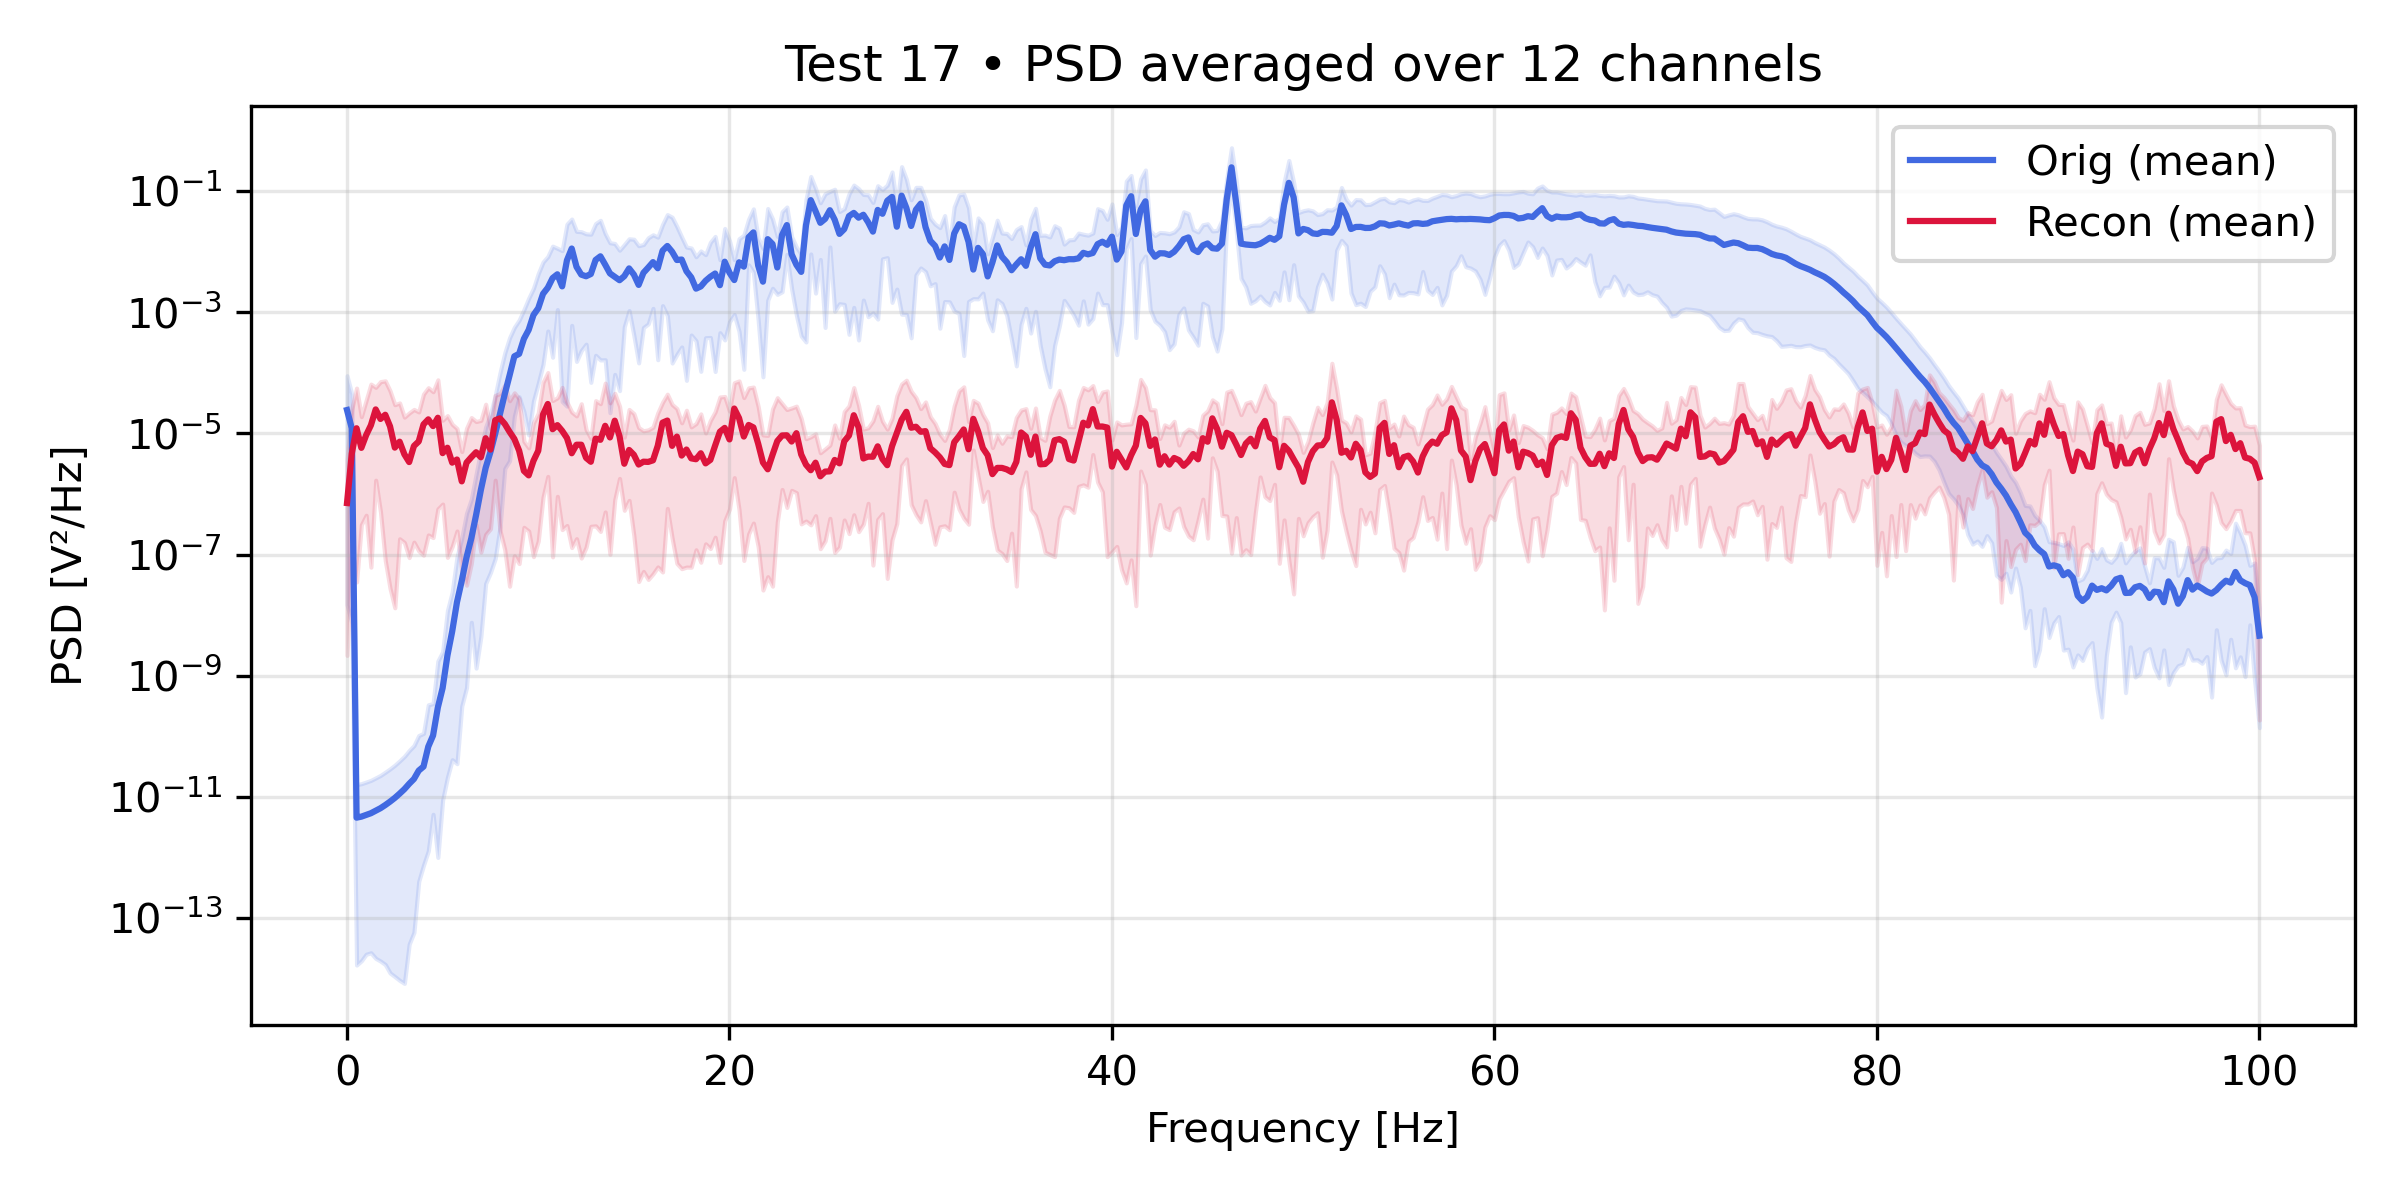 Test 17 • PSD averaged over 12 channels
Orig (mean)
Recon (mean)
PSD [V²/Hz]
10⁻¹
10⁻³
10⁻⁵
10⁻⁷
10⁻⁹
10⁻¹¹
10⁻¹³
0 20 40 60 80 100
Frequency [Hz]